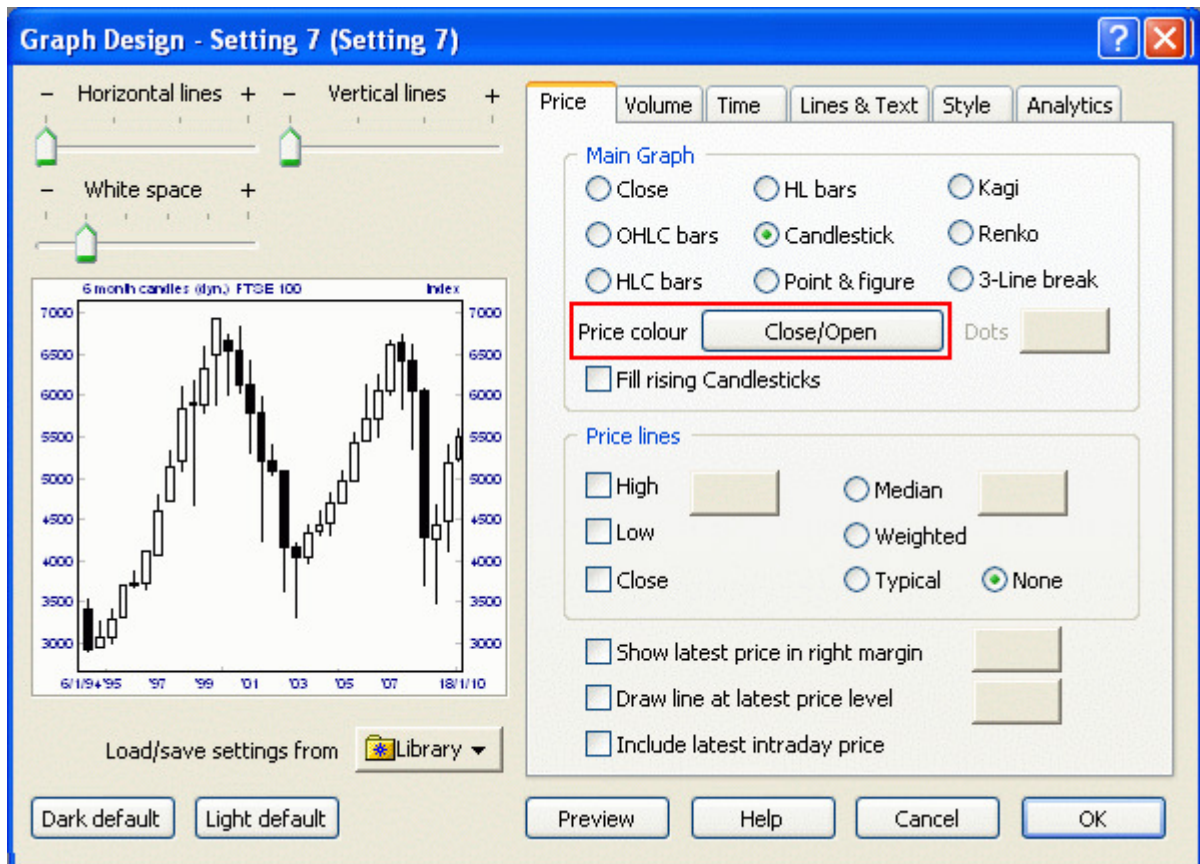 Graph Design - Setting 7 (Setting 7)
- Horizontal lines + - Vertical lines +
- White space +
6 month candles (dyn.) FTSE 100 Index
7000 7000
6500 6500
6000 6000
5500 5500
5000 5000
4500 4500
4000 4000
3500 3500
3000 3000
6/1/94 '95 '97 '99 '01 '03 '05 '07 18/1/10
Load/save settings from Library
Dark default Light default
Price Volume Time Lines & Text Style Analytics
Main Graph
Close HL bars Kagi
OHLC bars Candlestick Renko
HLC bars Point & figure 3-Line break
Price colour Close/Open Dots
Fill rising Candlesticks
Price lines
High Median
Low Weighted
Close Typical None
Show latest price in right margin
Draw line at latest price level
Include latest intraday price
Preview Help Cancel OK